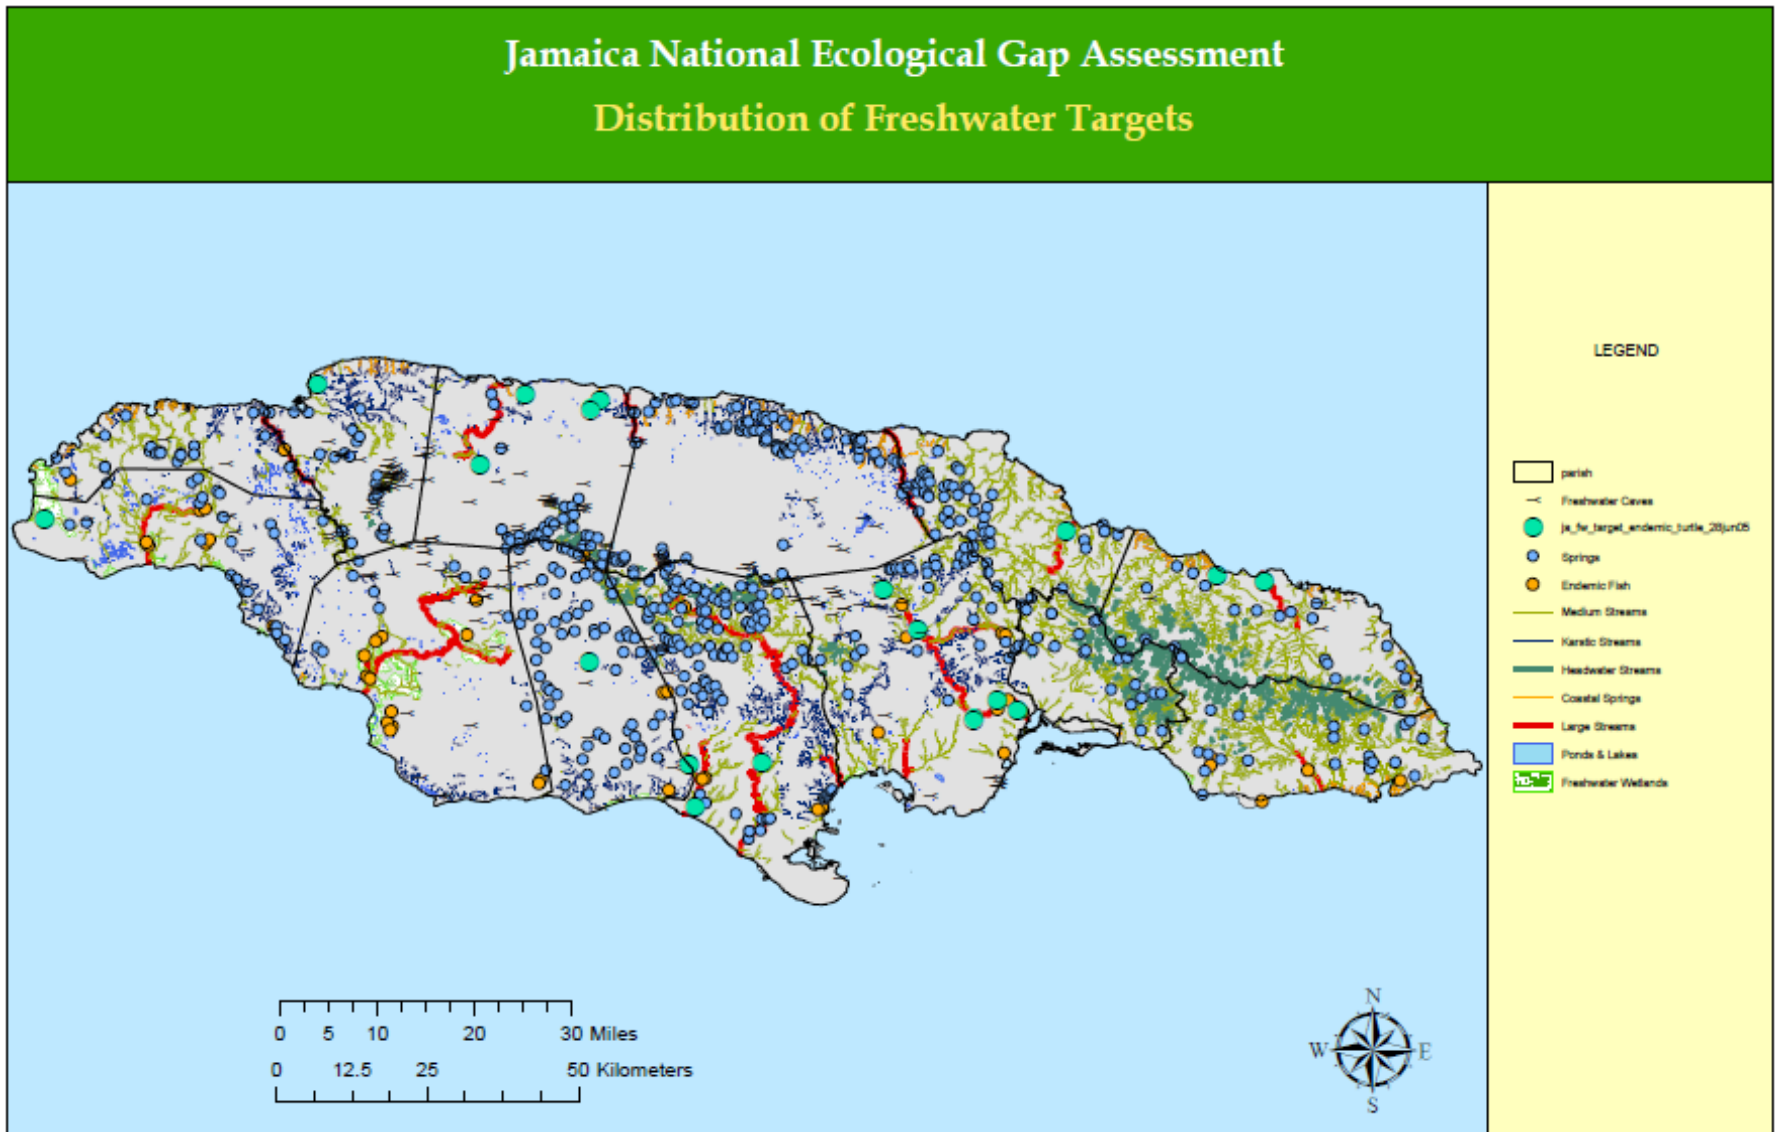 Jamaica National Ecological Gap Assessment
Distribution of Freshwater Targets
LEGEND
parish
Freshwater Caves
ja_fw_target_endemic_turtle_28jun05
Springs
Endemic Fish
Medium Streams
Karstic Streams
Headwater Streams
Coastal Springs
Large Streams
Ponds & Lakes
Freshwater Wetlands
0 5 10 20 30 Miles
0 12.5 25 50 Kilometers
N
W E
S